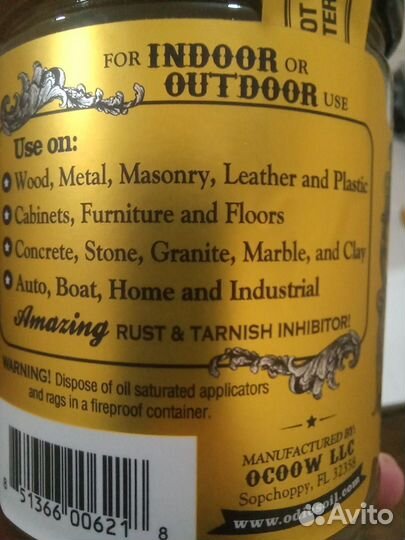 FOR INDOOR OR
OUTDOOR USE
Use on:
Wood, Metal, Masonry, Leather and Plastic
Cabinets, Furniture and Floors
Concrete, Stone, Granite, Marble, and Clay
Auto, Boat, Home and Industrial
Amazing RUST & TARNISH INHIBITOR!
WARNING! Dispose of oil saturated applicators
and rags in a fireproof container.
MANUFACTURED BY:
OCOOW LLC
Sopchoppy, FL 32358
8 51366 00621 8
Avito